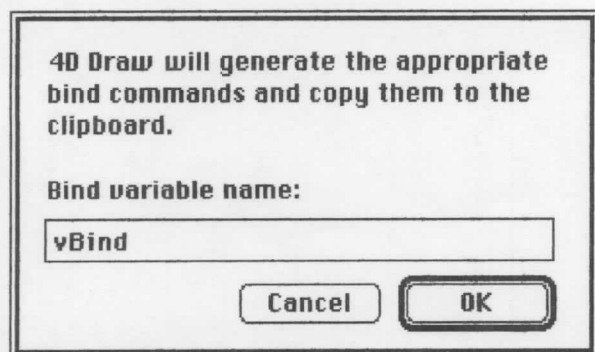 4D Draw will generate the appropriate
bind commands and copy them to the
clipboard.
Bind variable name:
vBind
Cancel
OK